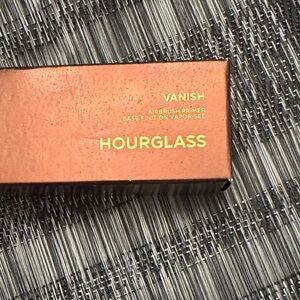 VANISH
AIRBRUSH PRIMER
BASE FINITION VAPORISÉE
HOURGLASS